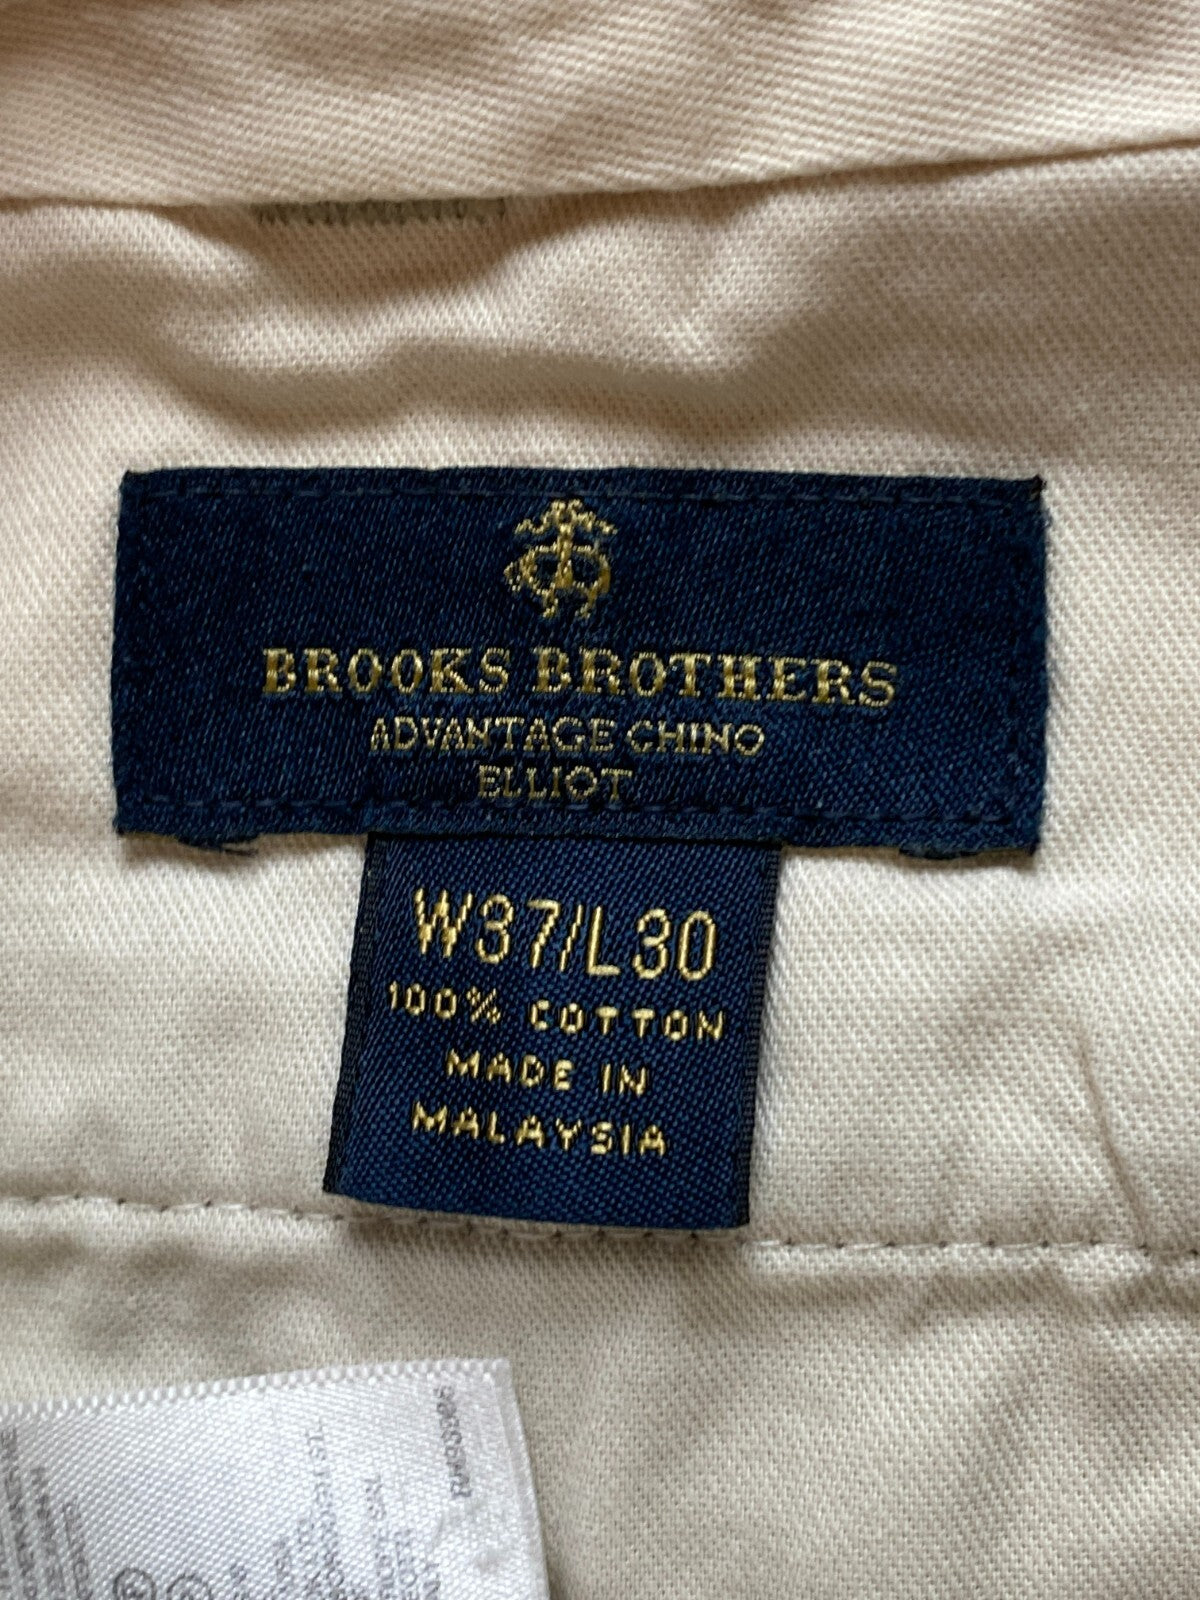 BROOKS BROTHERS
ADVANTAGE CHINO
ELLIOT
W37/L30
100% COTTON
MADE IN
MALAYSIA